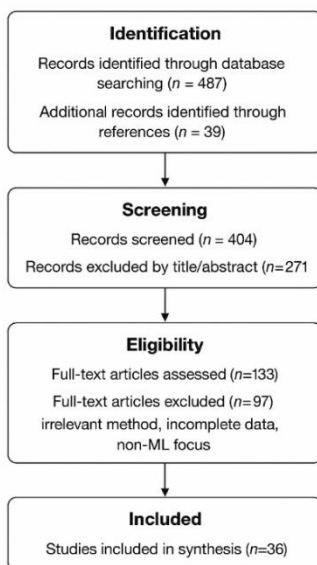 Identification
Records identified through database
searching (n = 487)
Additional records identified through
references (n = 39)
Screening
Records screened (n = 404)
Records excluded by title/abstract (n=271
Eligibility
Full-text articles assessed (n=133)
Full-text articles excluded (n=97)
irrelevant method, incomplete data,
non-ML focus
Included
Studies included in synthesis (n=36)